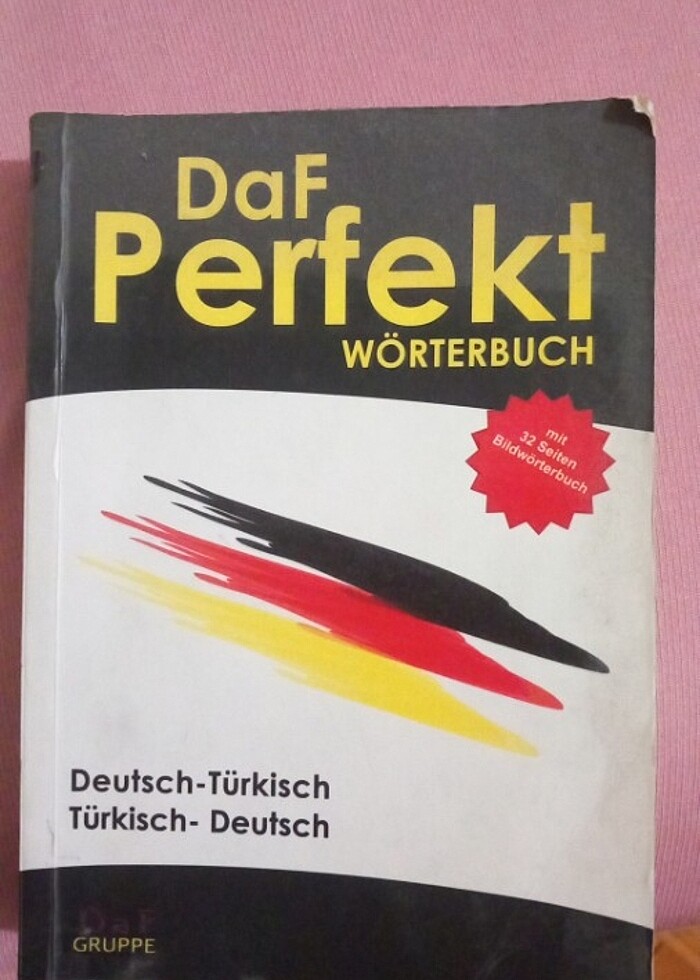 DaF
Perfekt
WÖRTERBUCH
mit
32 Seiten
Bildwörterbuch
Deutsch-Türkisch
Türkisch- Deutsch
DaF
GRUPPE